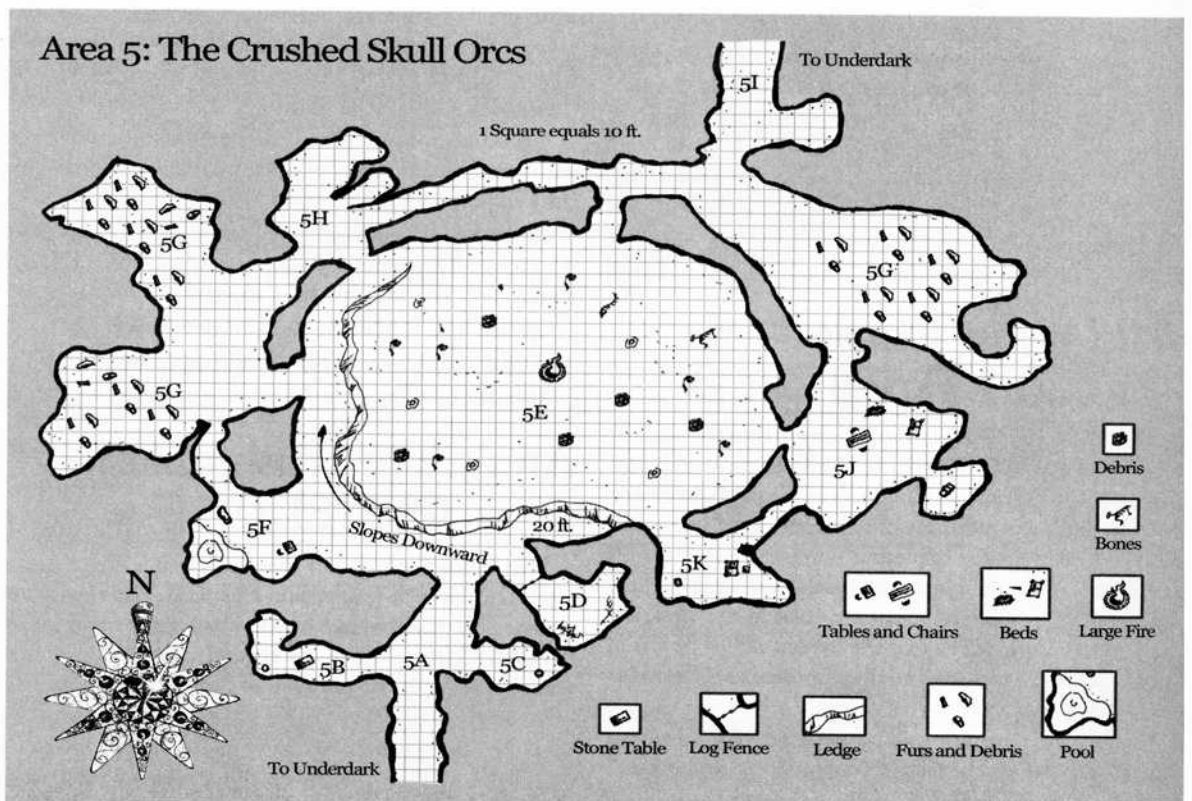 Area 5: The Crushed Skull Orcs
To Underdark
5I
1 Square equals 10 ft.
5H
5G
5G
5G
5E
5J
Debris
5F
Slopes Downward
20 ft.
Bones
5K
N
5D
Tables and Chairs
Beds
Large Fire
5B
5A
5C
Stone Table
Log Fence
Ledge
Furs and Debris
Pool
To Underdark